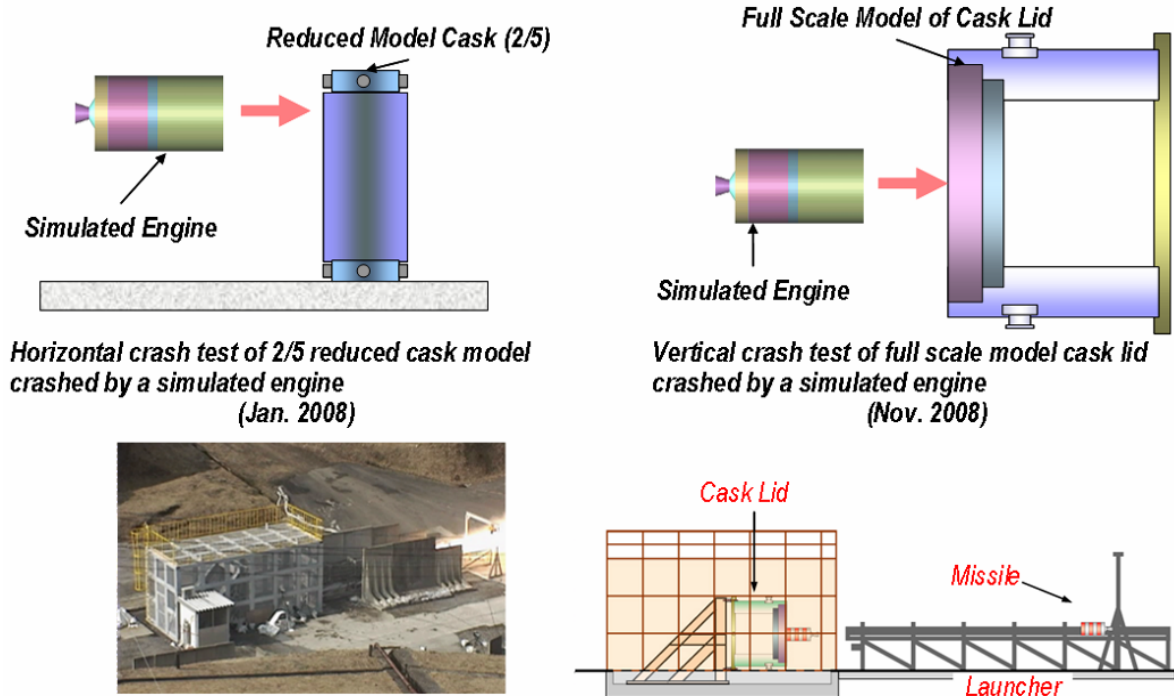 Reduced Model Cask (2/5)
Simulated Engine
Horizontal crash test of 2/5 reduced cask model
crashed by a simulated engine
(Jan. 2008)
Full Scale Model of Cask Lid
Simulated Engine
Vertical crash test of full scale model cask lid
crashed by a simulated engine
(Nov. 2008)
Cask Lid
Missile
Launcher